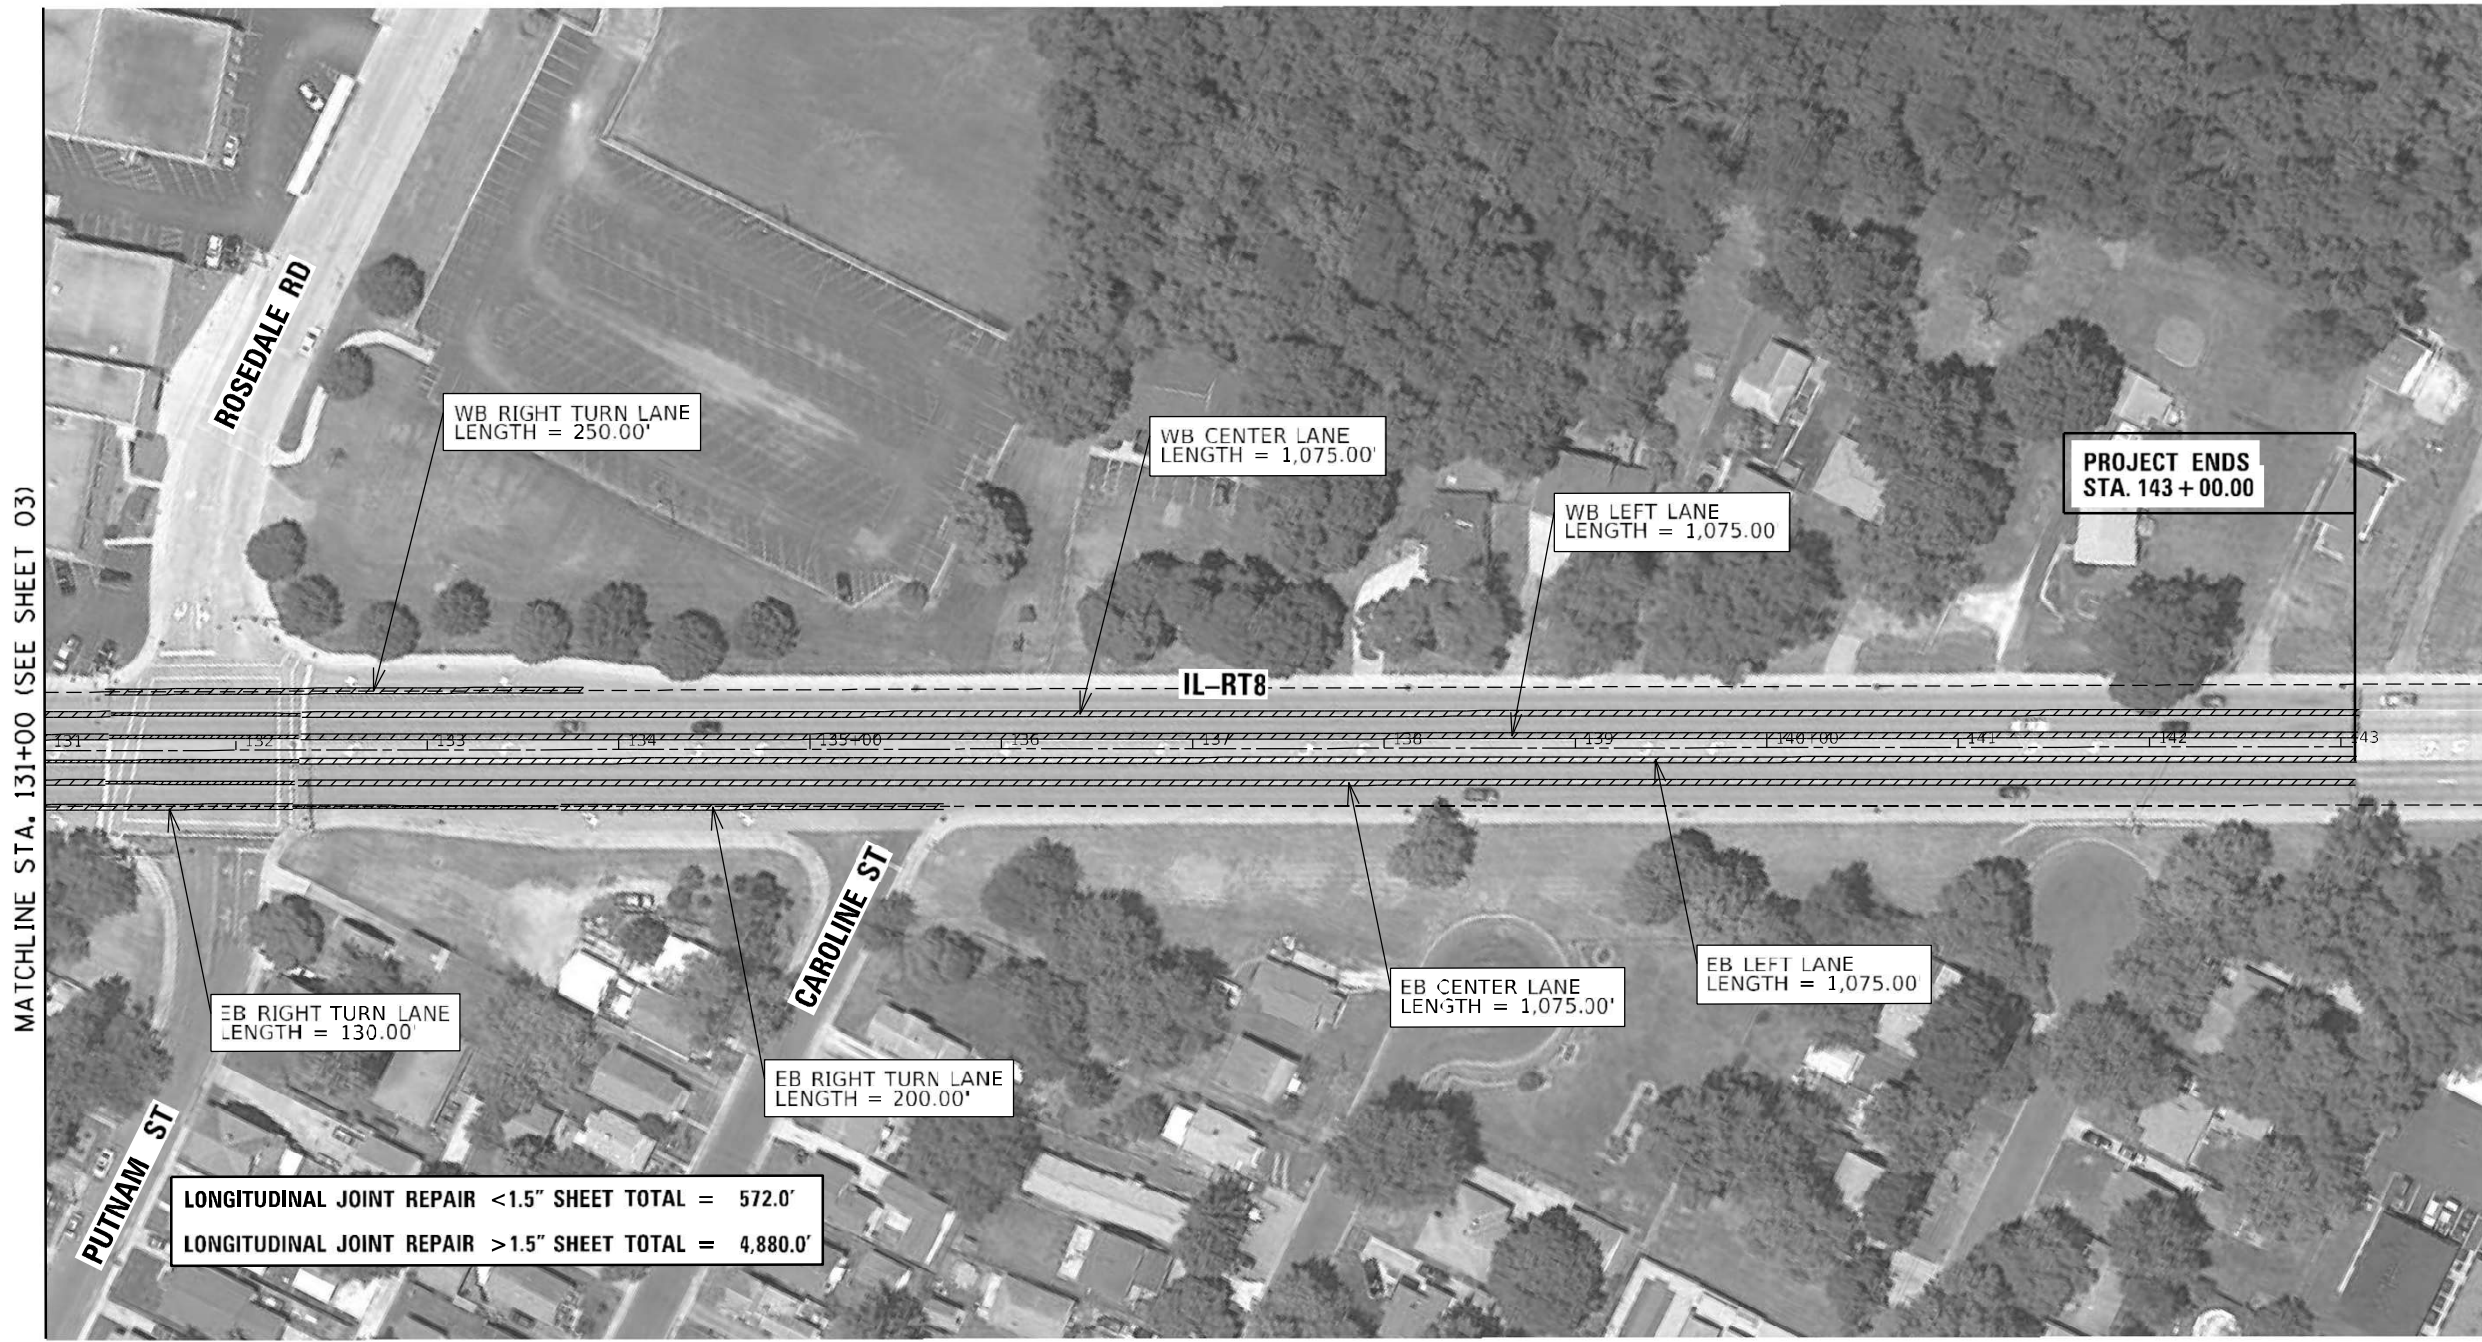 MATCHLINE STA. 131+00 (SEE SHEET 03)
ROSEDALE RD
WB RIGHT TURN LANE
LENGTH = 250.00'
WB CENTER LANE
LENGTH = 1,075.00'
WB LEFT LANE
LENGTH = 1,075.00'
PROJECT ENDS
STA. 143+00.00
IL-RT8
131 132 133 134 135+00 136 137 138 139 140+00 141 142 143
CAROLINE ST
EB RIGHT TURN LANE
LENGTH = 130.00'
EB RIGHT TURN LANE
LENGTH = 200.00'
EB CENTER LANE
LENGTH = 1,075.00'
EB LEFT LANE
LENGTH = 1,075.00'
PUTNAM ST
LONGITUDINAL JOINT REPAIR <1.5" SHEET TOTAL = 572.0'
LONGITUDINAL JOINT REPAIR >1.5" SHEET TOTAL = 4,880.0'